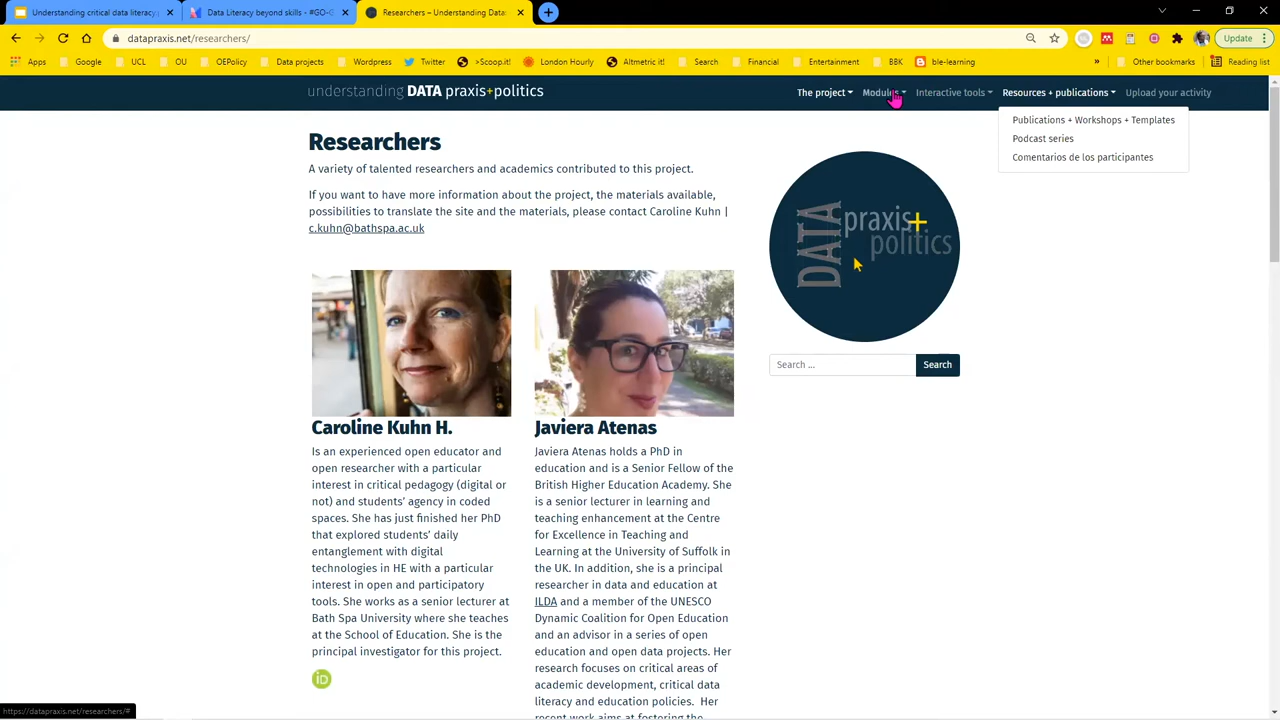 Understanding critical data literacy
Data Literacy beyond skills - #GO-G
Researchers – Understanding Data
datapraxis.net/researchers/
Update
Apps
Google
UCL
OU
OEPolicy
Data projects
Wordpress
Twitter
>Scoop.it!
London Hourly
Altmetric it!
Search
Financial
Entertainment
BBK
ble-learning
»
Other bookmarks
Reading list
understanding DATA praxis+politics
The project
Modules
Interactive tools
Resources + publications
Upload your activity
Publications + Workshops + Templates
Podcast series
Comentarios de los participantes
Researchers
A variety of talented researchers and academics contributed to this project.
If you want to have more information about the project, the materials available,
possibilities to translate the site and the materials, please contact Caroline Kuhn |
c.kuhn@bathspa.ac.uk
DATA
praxis+
politics
Search ...
Search
Caroline Kuhn H.
Is an experienced open educator and
open researcher with a particular
interest in critical pedagogy (digital or
not) and students’ agency in coded
spaces. She has just finished her PhD
that explored students’ daily
entanglement with digital
technologies in HE with a particular
interest in open and participatory
tools. She works as a senior lecturer at
Bath Spa University where she teaches
at the School of Education. She is the
principal investigator for this project.
iD
Javiera Atenas
Javiera Atenas holds a PhD in
education and is a Senior Fellow of the
British Higher Education Academy. She
is a senior lecturer in learning and
teaching enhancement at the Centre
for Excellence in Teaching and
Learning at the University of Suffolk in
the UK. In addition, she is a principal
researcher in data and education at
ILDA and a member of the UNESCO
Dynamic Coalition for Open Education
and an advisor in a series of open
education and open data projects. Her
research focuses on critical areas of
academic development, critical data
literacy and education policies. Her
recent work aims at fostering the
https://datapraxis.net/researchers/#